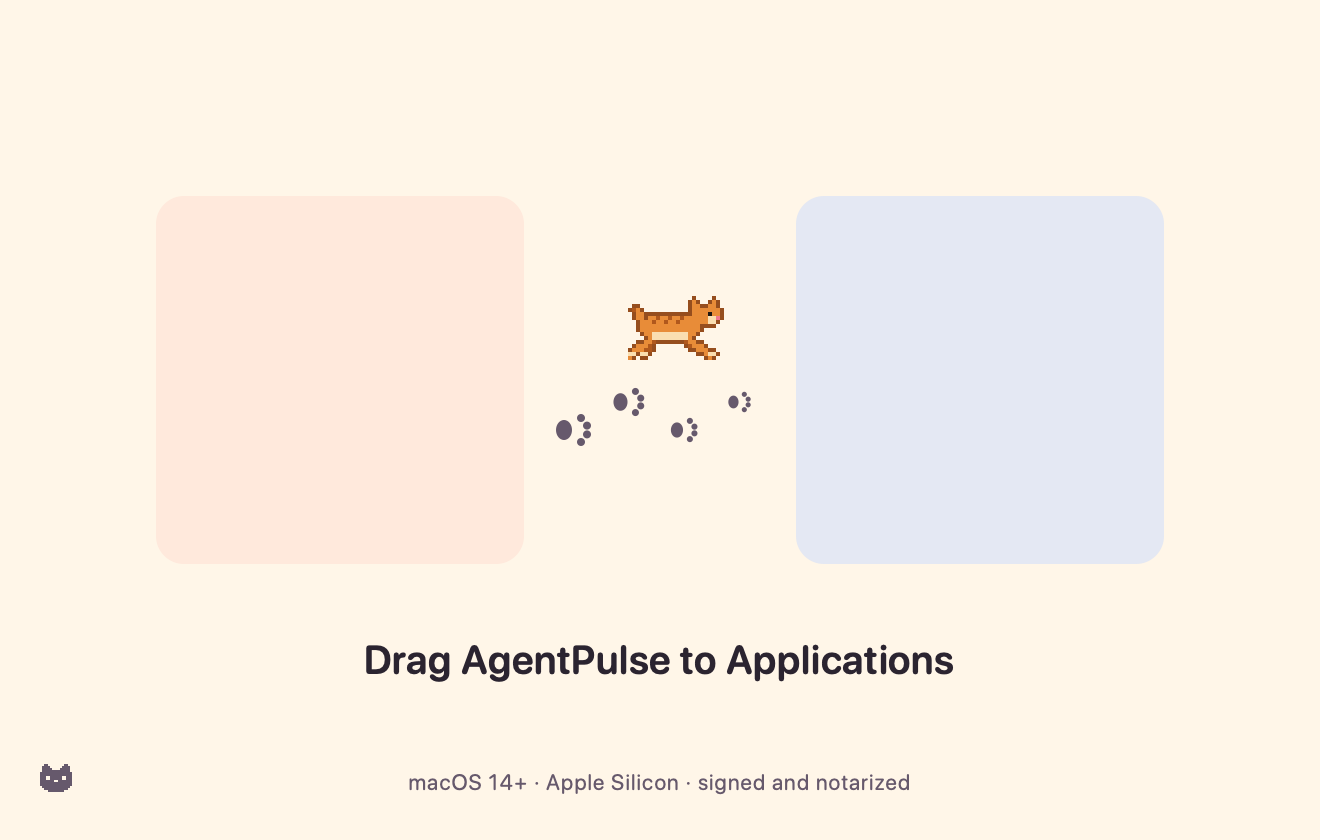 Drag AgentPulse to Applications
macOS 14+ · Apple Silicon · signed and notarized